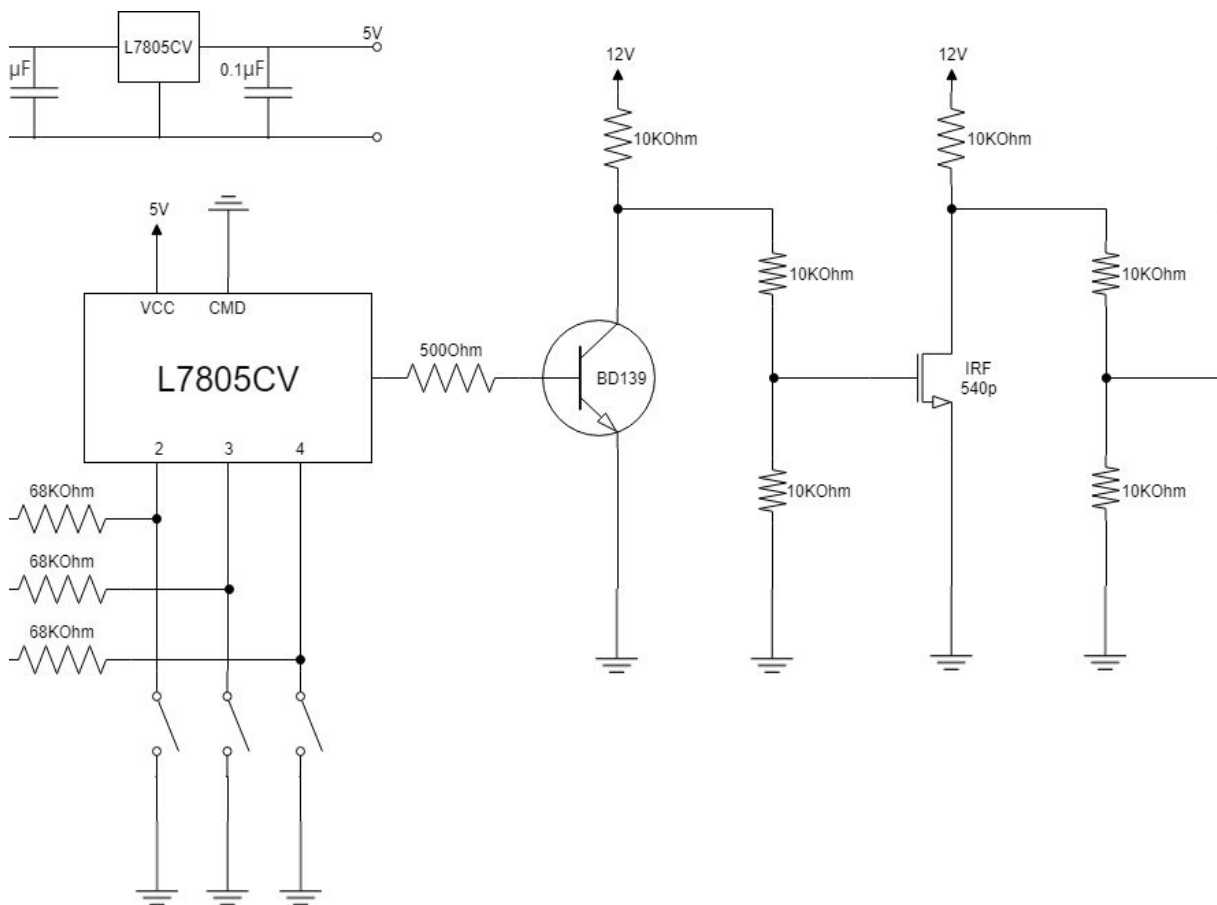 L7805CV
5V
µF
0.1µF
12V
12V
10KOhm
10KOhm
5V
10KOhm
10KOhm
VCC
CMD
L7805CV
500Ohm
BD139
IRF
540p
2
3
4
68KOhm
10KOhm
10KOhm
68KOhm
68KOhm